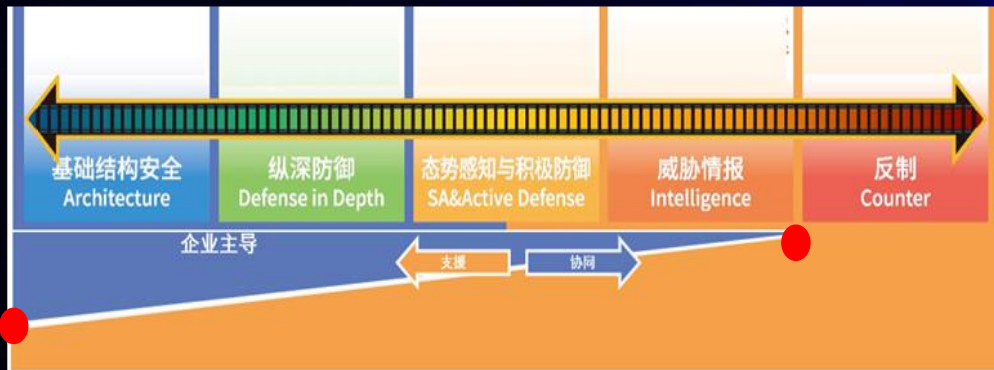 基础结构安全
Architecture
纵深防御
Defense in Depth
态势感知与积极防御
SA&Active Defense
威胁情报
Intelligence
反制
Counter
企业主导
支援
协同